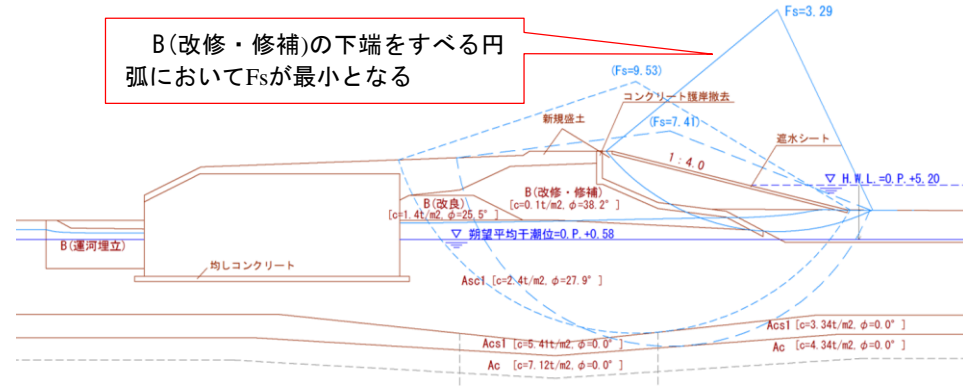 B(改修・修補)の下端をすべる円
弧においてFsが最小となる
Fs=3.29
(Fs=9.53)
コンクリート護岸撤去
新規盛土
(Fs=7.41)
遮水シート
1:4.0
▽ H.W.L.=O.P.+5.20
B(改修・修補)
[c=0.1t/m2, φ=38.2° ]
B(改良)
[c=1.4t/m2, φ=25.5° ]
▽ 朔望平均干潮位=O.P.+0.58
B(運河埋立)
均しコンクリート
Asc1 [c=2.4t/m2, φ=27.9° ]
Acs1 [c=3.34t/m2, φ=0.0° ]
Acs1 [c=5.41t/m2, φ=0.0° ]
Ac [c=4.34t/m2, φ=0.0° ]
Ac [c=7.12t/m2, φ=0.0° ]